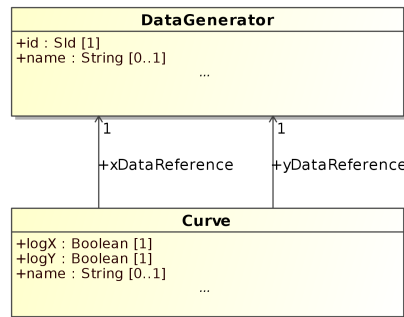 DataGenerator
+id : SId [1]
+name : String [0..1]
...
1
1
+xDataReference
+yDataReference
Curve
+logX : Boolean [1]
+logY : Boolean [1]
+name : String [0..1]
...